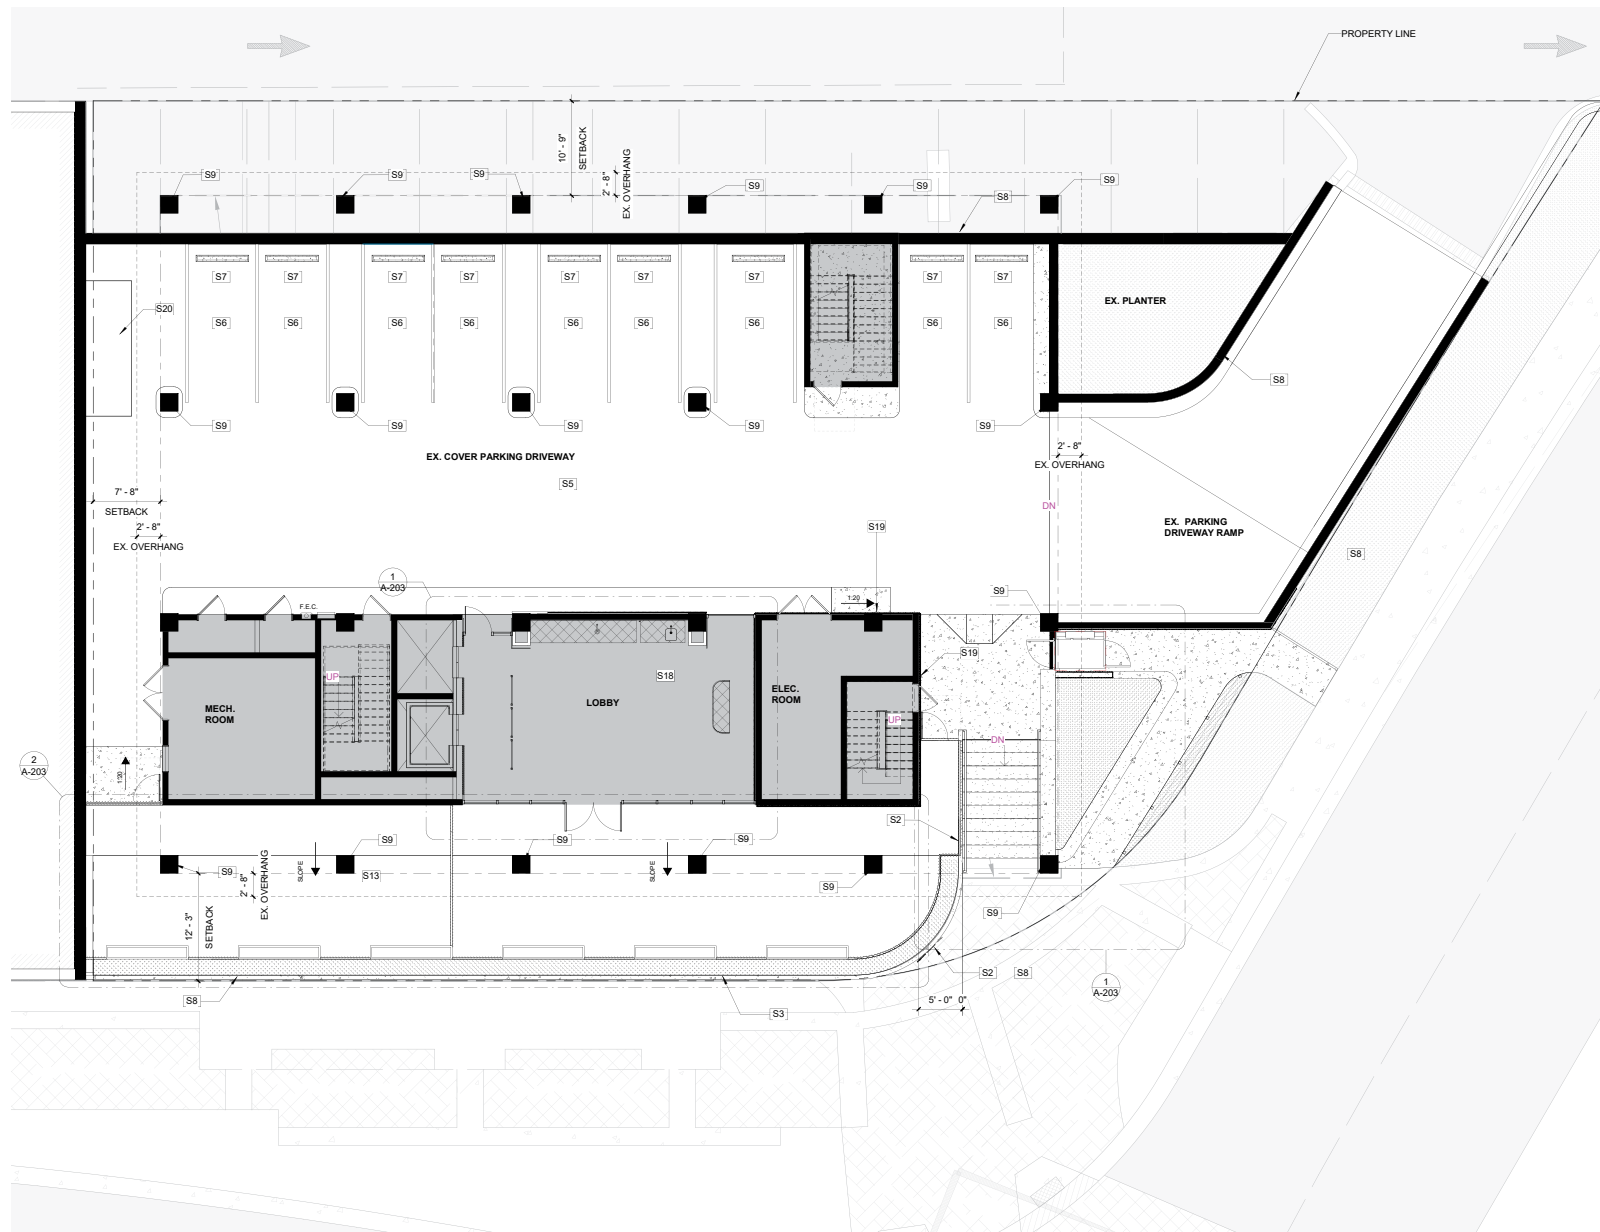 PROPERTY LINE
10' - 9"
SETBACK
2' - 8"
EX. OVERHANG
S9
S9
S9
S9
S9
S9
S8
S7
S7
S7
S7
S7
S7
S7
S7
S7
S20
EX. PLANTER
S6
S6
S6
S6
S6
S6
S6
S6
S6
S8
S9
S9
S9
S9
S9
EX. COVER PARKING DRIVEWAY
S5
2' - 8"
EX. OVERHANG
7' - 8"
SETBACK
2' - 8"
EX. OVERHANG
DN
EX. PARKING
DRIVEWAY RAMP
S19
S8
1
A-203
F.E.C.
1:20
S9
S19
UP
S18
LOBBY
MECH.
ROOM
ELEC.
ROOM
UP
DN
2
A-203
1:20
S2
S9
S9
S9
S9
SLOPE
S13
2' - 8"
EX. OVERHANG
SLOPE
S9
12' - 3"
SETBACK
S9
S2
S8
1
A-203
S8
5' - 0"
0"
S3